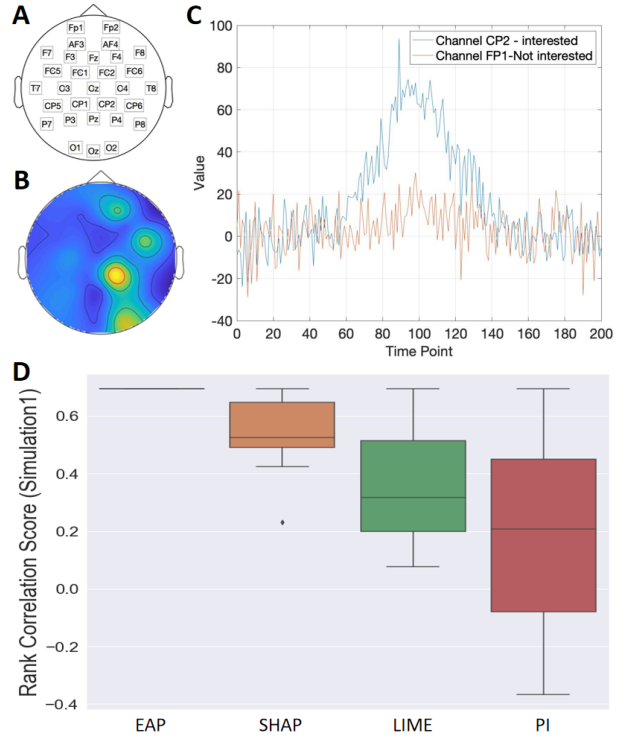 A
Fp1 Fp2
AF3 AF4
F7 F3 Fz F4 F8
FC5 FC1 FC2 FC6
T7 C3 Cz C4 T8
CP5 CP1 CP2 CP6
P7 P3 Pz P4 P8
O1 Oz O2
B
C
Channel CP2 - interested
Channel FP1-Not interested
Value
100
80
60
40
20
0
-20
-40
0 20 40 60 80 100 120 140 160 180 200
Time Point
D
Rank Correlation Score (Simulation1)
0.6
0.4
0.2
0.0
−0.2
−0.4
EAP SHAP LIME PI